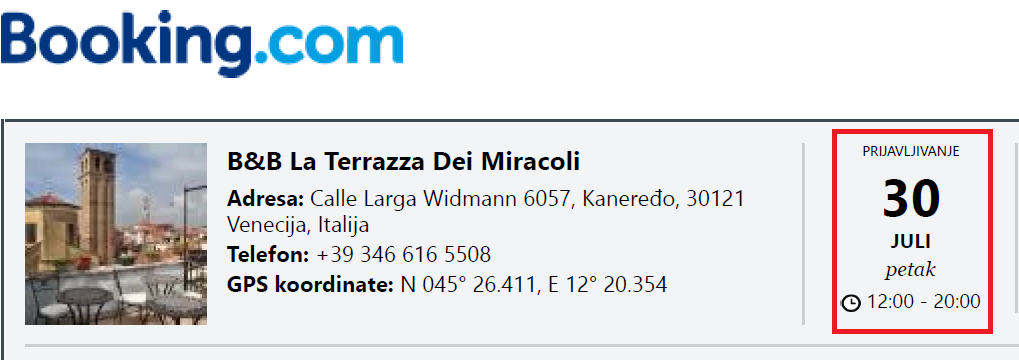 Booking.com
B&B La Terrazza Dei Miracoli
Adresa: Calle Larga Widmann 6057, Kaneređo, 30121
Venecija, Italija
Telefon: +39 346 616 5508
GPS koordinate: N 045° 26.411, E 12° 20.354
PRIJAVLJIVANJE
30
JULI
petak
12:00 - 20:00